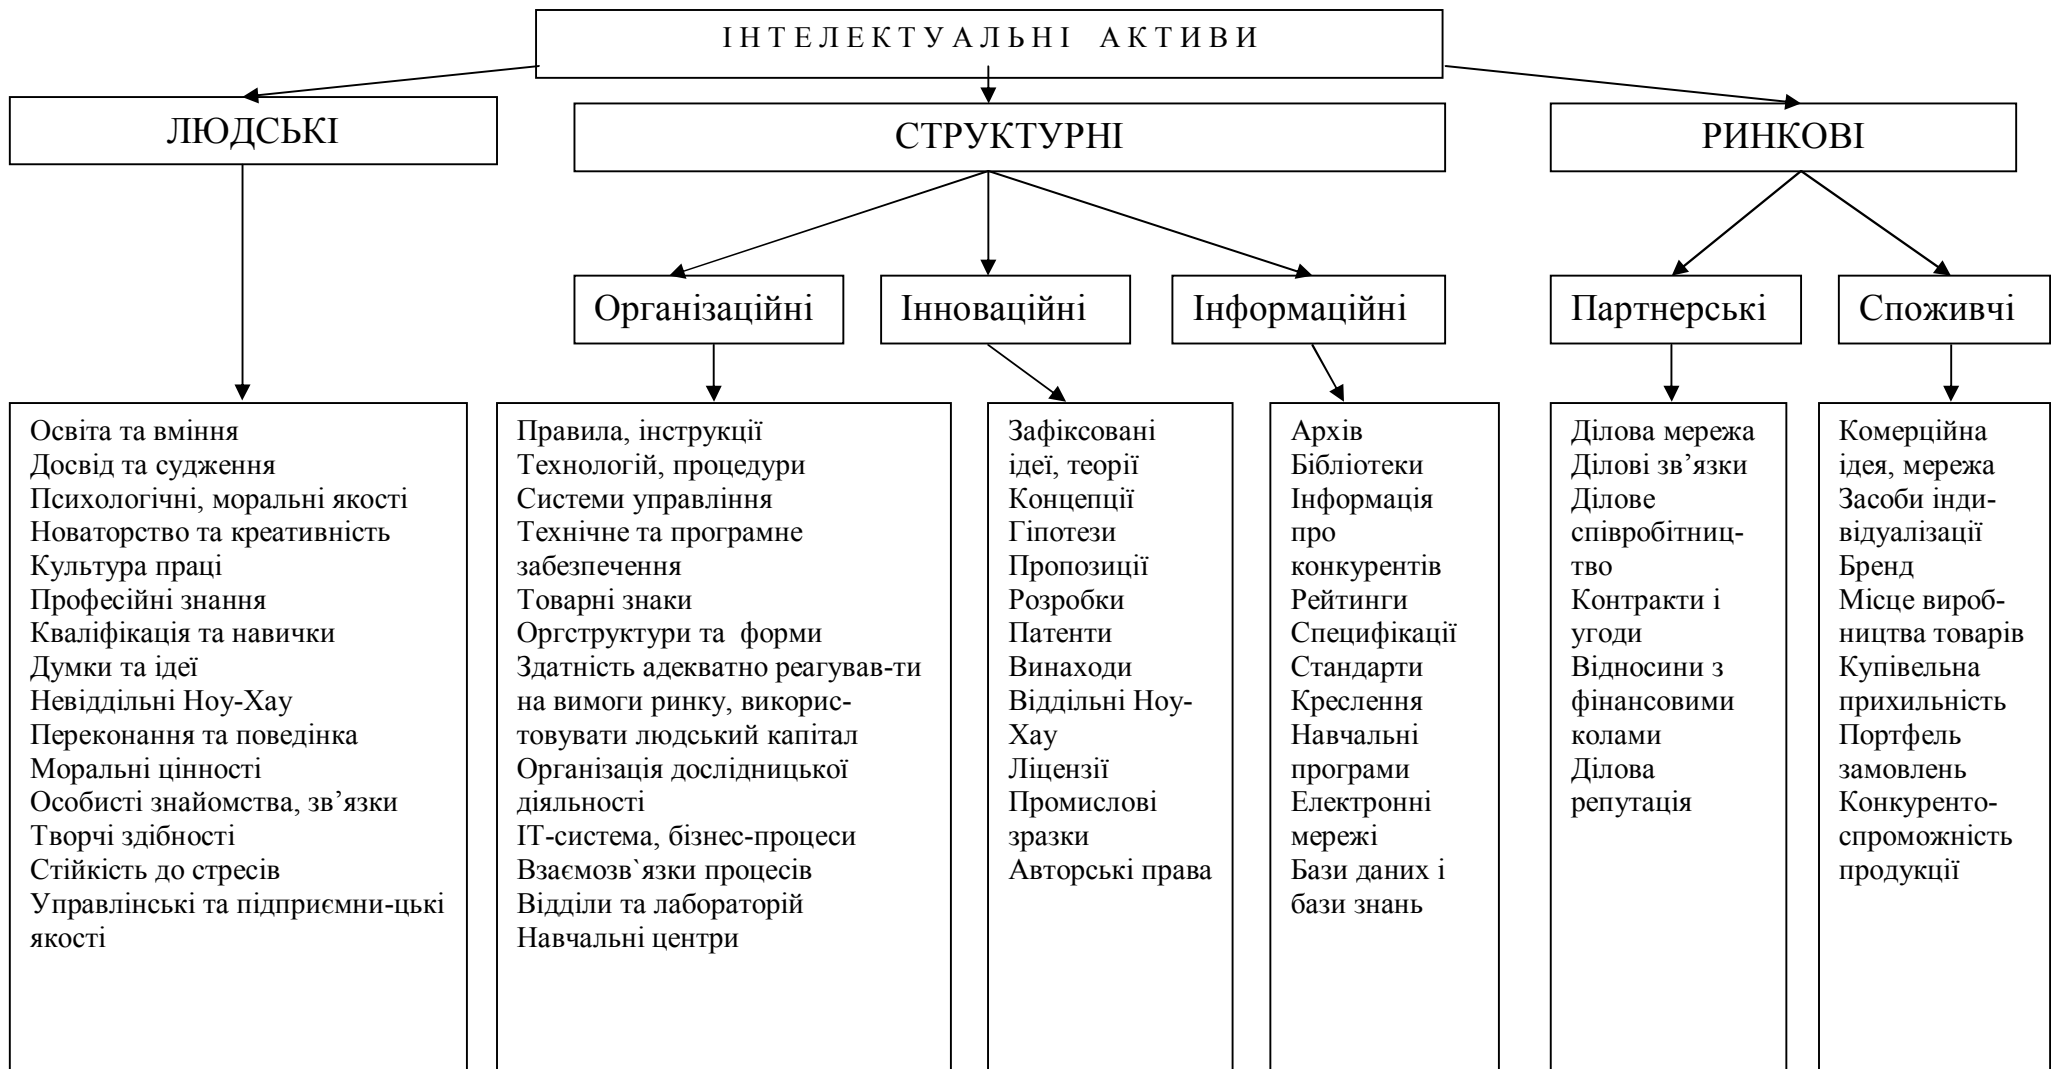 ІНТЕЛЕКТУАЛЬНІ АКТИВИ
ЛЮДСЬКІ
СТРУКТУРНІ
РИНКОВІ
Організаційні
Інноваційні
Інформаційні
Партнерські
Споживчі
Освіта та вміння
Досвід та судження
Психологічні, моральні якості
Новаторство та креативність
Культура праці
Професійні знання
Кваліфікація та навички
Думки та ідеї
Невіддільні Ноу-Хау
Переконання та поведінка
Моральні цінності
Особисті знайомства, зв’язки
Творчі здібності
Стійкість до стресів
Управлінські та підприємни-цькі
якості
Правила, інструкції
Технологій, процедури
Системи управління
Технічне та програмне
забезпечення
Товарні знаки
Оргструктури та форми
Здатність адекватно реагував-ти
на вимоги ринку, викорис-
товувати людський капітал
Організація дослідницької
діяльності
ІТ-система, бізнес-процеси
Взаємозв`язки процесів
Відділи та лабораторій
Навчальні центри
Зафіксовані
ідеї, теорії
Концепції
Гіпотези
Пропозиції
Розробки
Патенти
Винаходи
Віддільні Ноу-
Хау
Ліцензії
Промислові
зразки
Авторські права
Архів
Бібліотеки
Інформація
про
конкурентів
Рейтинги
Специфікації
Стандарти
Креслення
Навчальні
програми
Електронні
мережі
Бази даних і
бази знань
Ділова мережа
Ділові зв’язки
Ділове
співробітниц-
тво
Контракти і
угоди
Відносини з
фінансовими
колами
Ділова
репутація
Комерційна
ідея, мережа
Засоби інди-
відуалізації
Бренд
Місце вироб-
ництва товарів
Купівельна
прихильність
Портфель
замовлень
Конкуренто-
спроможність
продукції